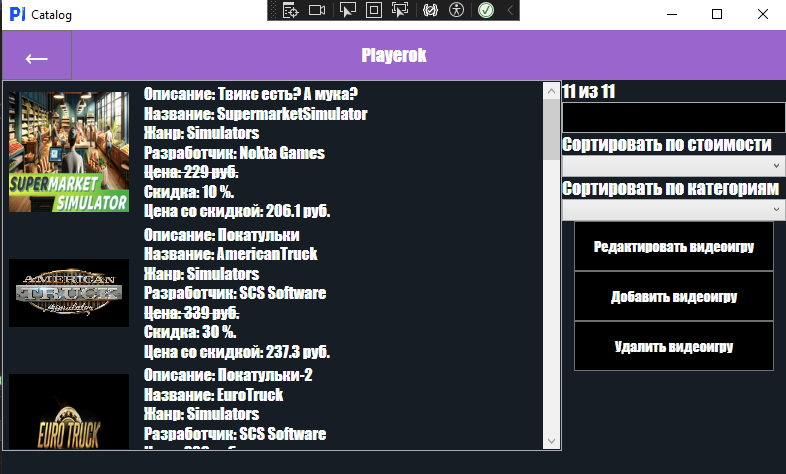 Catalog
←
Playerok
Описание: Твикс есть? А мука?
Название: SupermarketSimulator
Жанр: Simulators
Разработчик: Nokta Games
Цена: 229 руб.
Скидка: 10 %.
Цена со скидкой: 206.1 руб.
SUPERMARKET
SIMULATOR
Описание: Покатульки
Название: AmericanTruck
Жанр: Simulators
Разработчик: SCS Software
Цена: 339 руб.
Скидка: 30 %.
Цена со скидкой: 237.3 руб.
AMERICAN
TRUCK
Simulator
Описание: Покатульки-2
Название: EuroTruck
Жанр: Simulators
Разработчик: SCS Software
EURO TRUCK
11 из 11
Сортировать по стоимости
Сортировать по категориям
Редактировать видеоигру
Добавить видеоигру
Удалить видеоигру